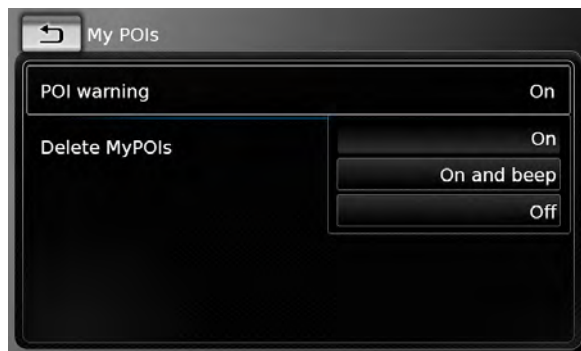 My POIs
POI warning On
Delete MyPOIs
On
On and beep
Off